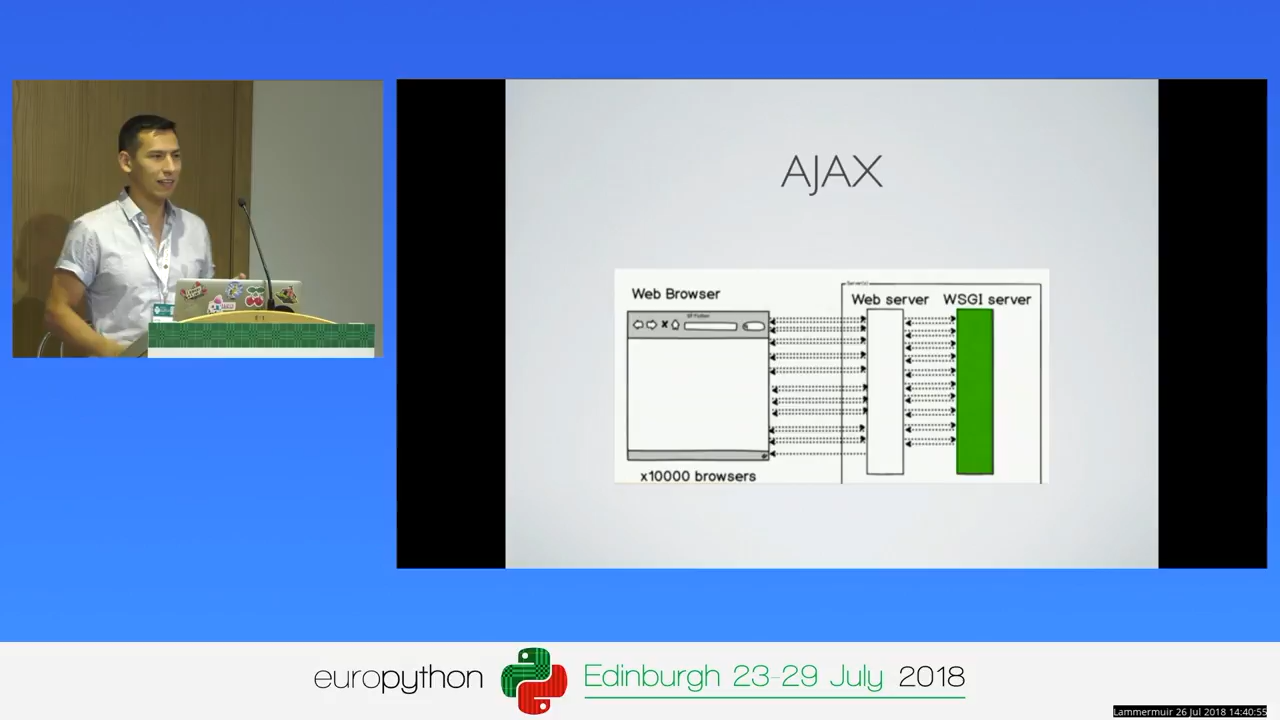 AJAX
Web Browser
Server(s)
Web server
WSGI server
x10000 browsers
europython
Edinburgh 23-29 July 2018
Lammermuir 26 Jul 2018 14:40:55